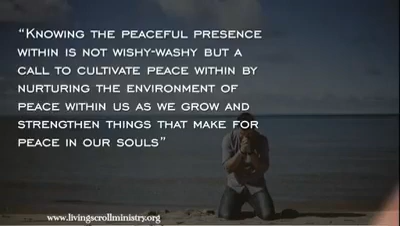 “Knowing the peaceful presence
within is not wishy-washy but a
call to cultivate peace within by
nurturing the environment of
peace within us as we grow and
strengthen things that make for
peace in our souls”
www.livingscrollministry.org